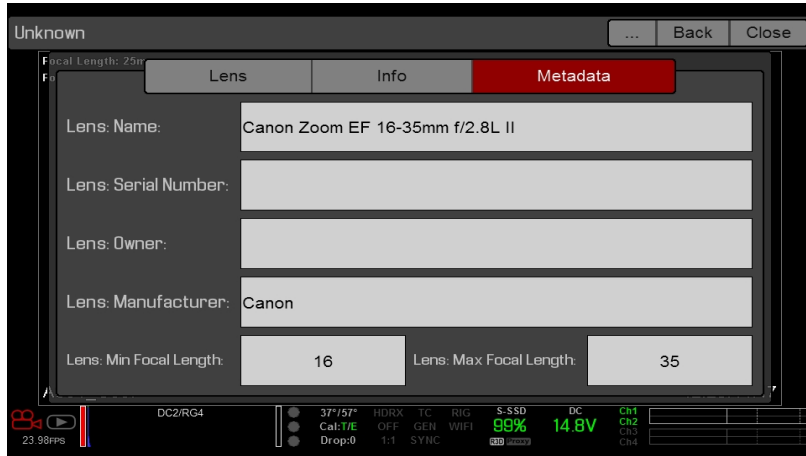 Unknown ... Back Close
Focal Length: 25m
Fo
Lens Info Metadata
Lens: Name: Canon Zoom EF 16-35mm f/2.8L II
Lens: Serial Number:
Lens: Owner:
Lens: Manufacturer: Canon
Lens: Min Focal Length: 16 Lens: Max Focal Length: 35
DC2/RG4 37°/57° HDRX TC RIG S-SSD DC Ch1
Cal:T/E OFF GEN WIFI 99% 14.8V Ch2
23.98FPS Drop:0 1:1 SYNC R3D Proxy Ch3
Ch4